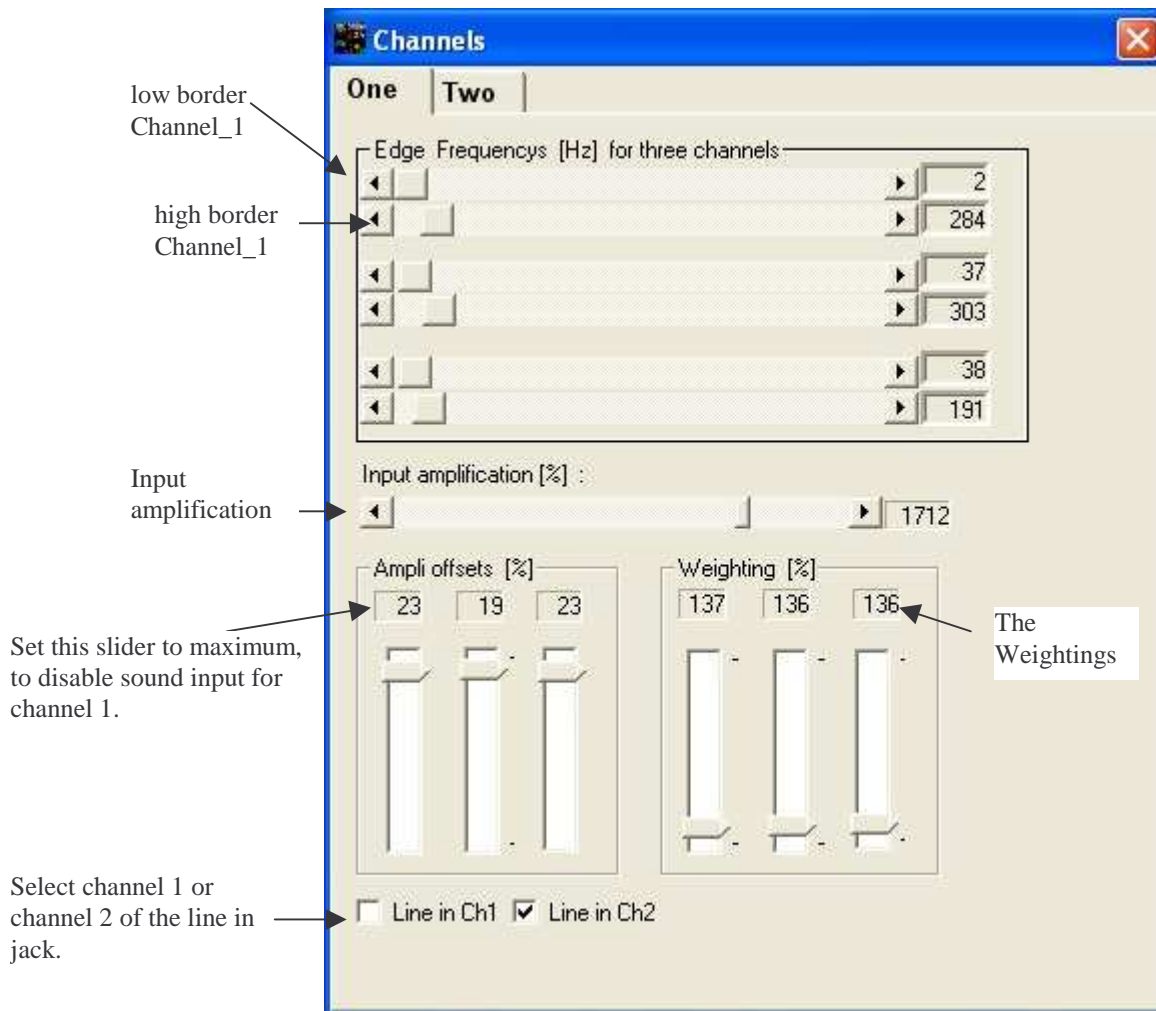 Channels
One
Two
low border
Channel_1
Edge Frequencys [Hz] for three channels
2
high border
Channel_1
284
37
303
38
191
Input
amplification
Input amplification [%] :
1712
Ampli offsets [%]
23 19 23
Weighting [%]
137 136 136
The
Weightings
Set this slider to maximum,
to disable sound input for
channel 1.
Select channel 1 or
channel 2 of the line in
jack.
Line in Ch1
Line in Ch2